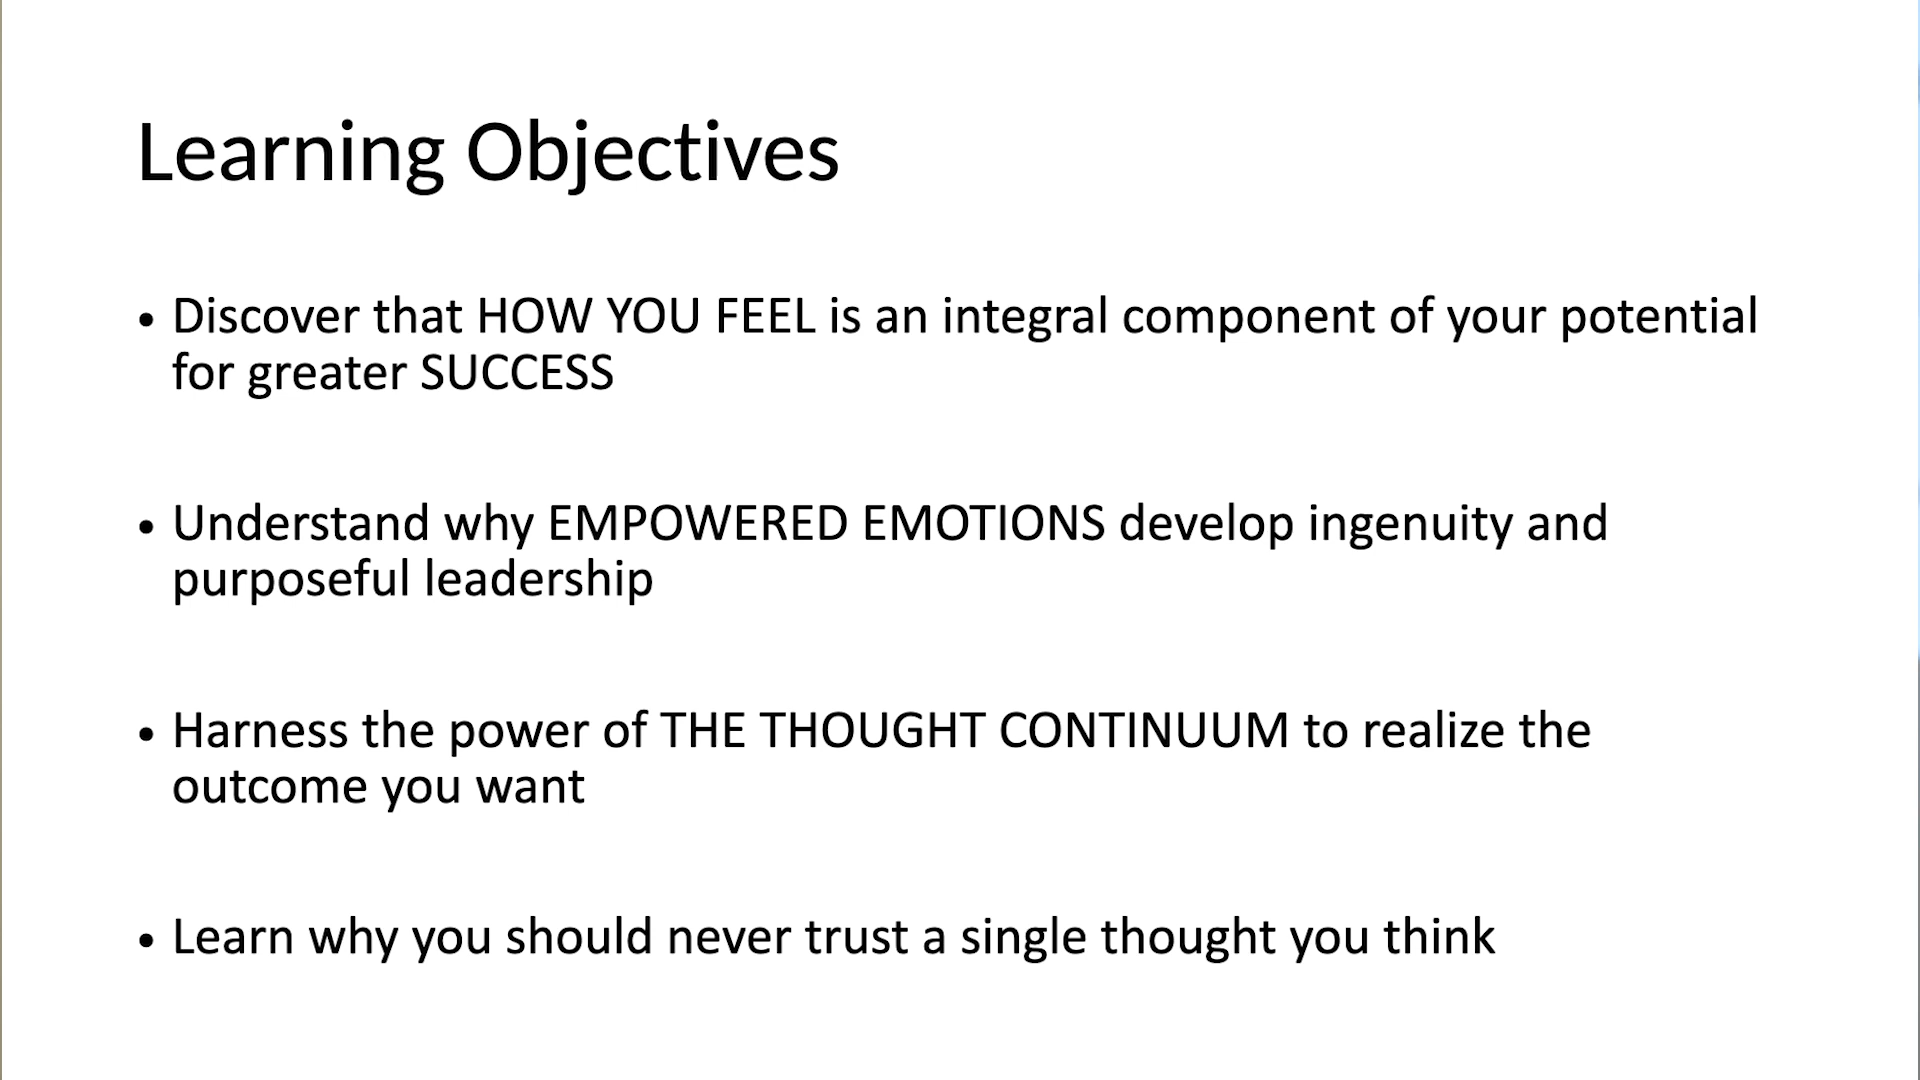 Learning Objectives
• Discover that HOW YOU FEEL is an integral component of your potential
for greater SUCCESS
• Understand why EMPOWERED EMOTIONS develop ingenuity and
purposeful leadership
• Harness the power of THE THOUGHT CONTINUUM to realize the
outcome you want
• Learn why you should never trust a single thought you think